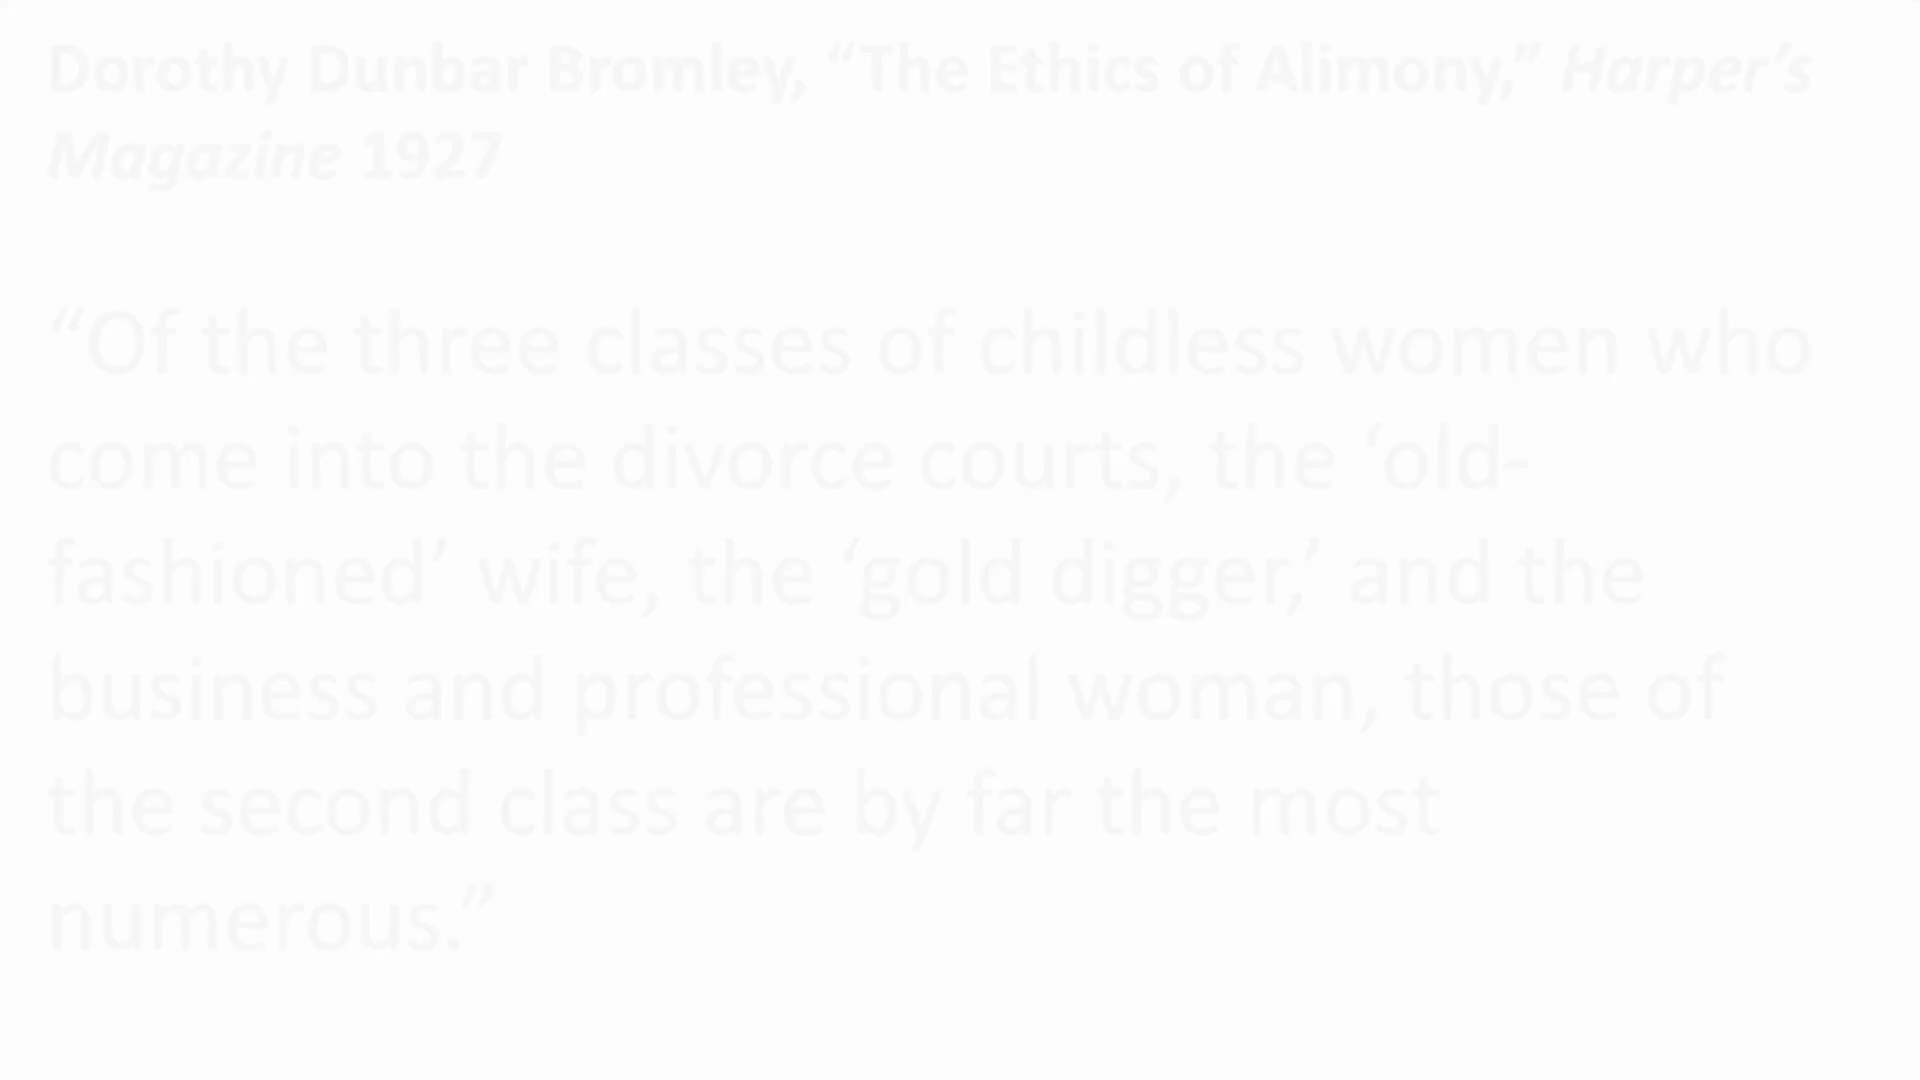 Dorothy Dunbar Bromley, “The Ethics of Alimony,” Harper’s
Magazine 1927
“Of the three classes of childless women who
come into the divorce courts, the ‘old-
fashioned’ wife, the ‘gold digger,’ and the
business and professional woman, those of
the second class are by far the most
numerous.”